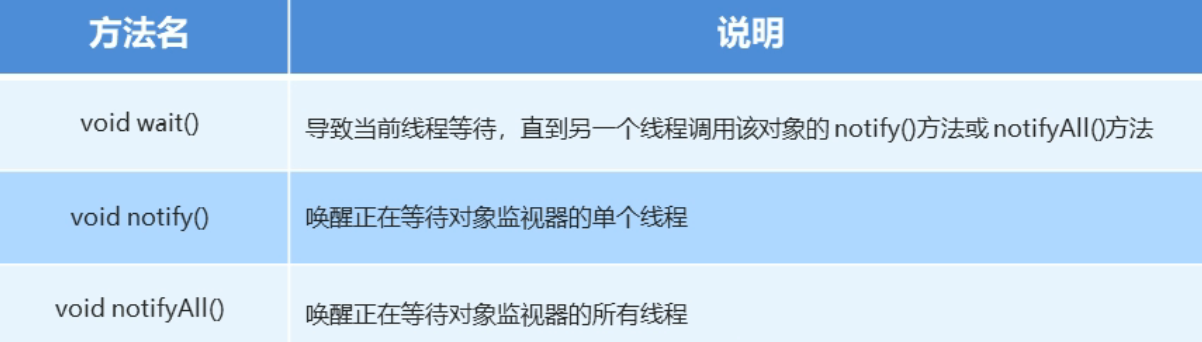 方法名 说明
void wait() 导致当前线程等待，直到另一个线程调用该对象的 notify()方法或 notifyAll()方法
void notify() 唤醒正在等待对象监视器的单个线程
void notifyAll() 唤醒正在等待对象监视器的所有线程